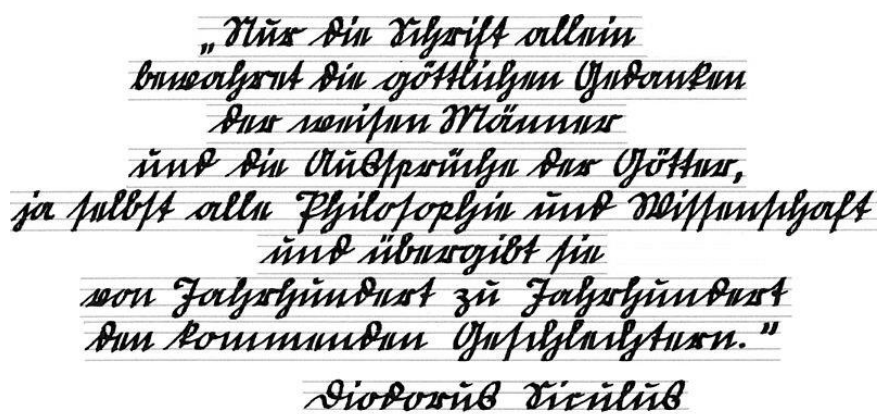 „Nur die Schrift allein
bewahret die göttlichen Gedanken
der weisen Männer
und die Aussprüche der Götter,
ja selbst alle Philosophie und Wissenschaft
und übergibt sie
von Jahrhundert zu Jahrhundert
den kommenden Geschlechtern.”
Diodorus Siculus